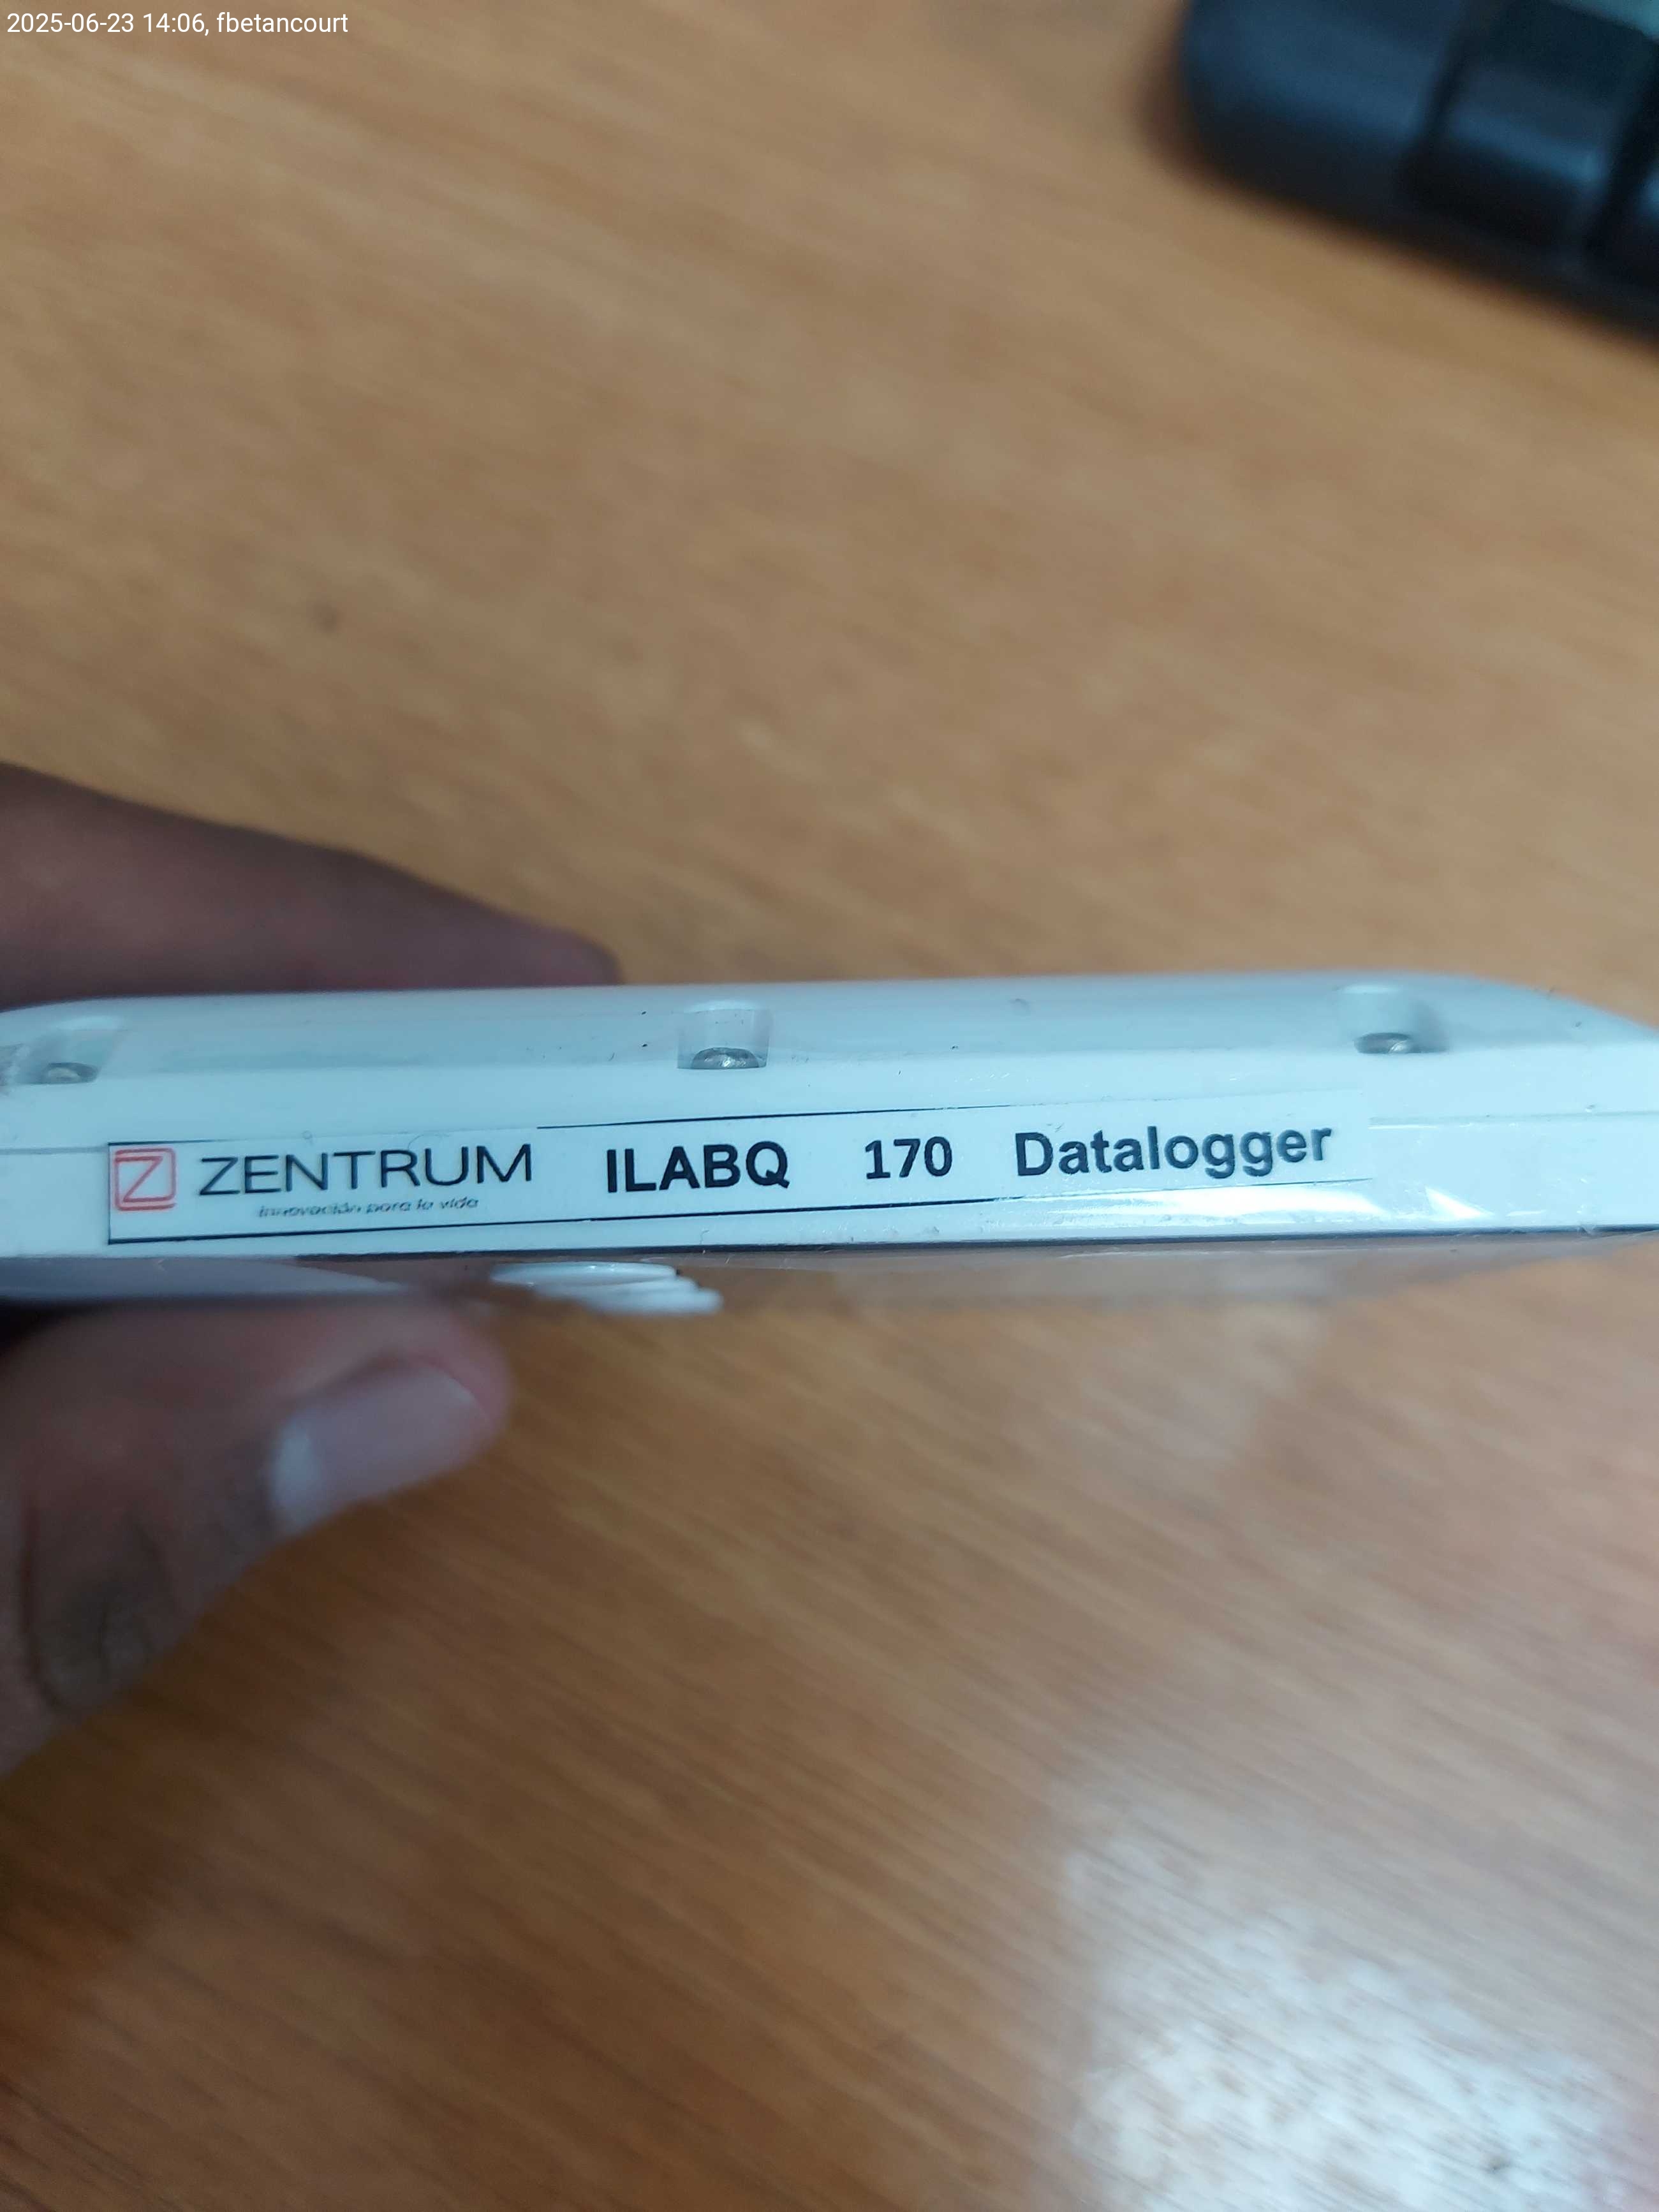 2025-06-23 14:06, fbetancourt
Z ZENTRUM ILABQ 170 Datalogger
innovación para la vida